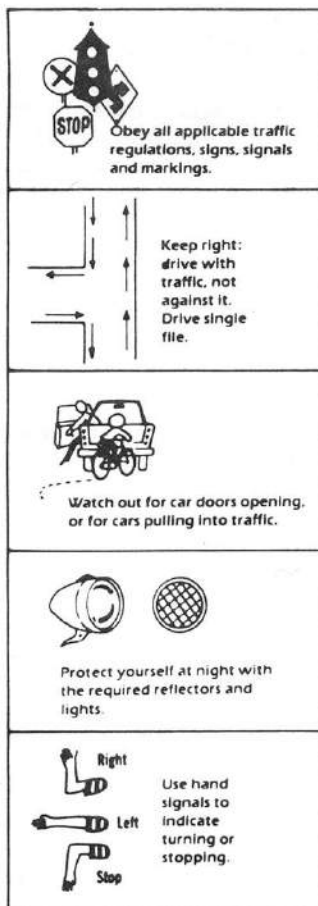 STOP
Obey all applicable traffic
regulations, signs, signals
and markings.
Keep right:
drive with
traffic, not
against it.
Drive single
file.
Watch out for car doors opening,
or for cars pulling into traffic.
Protect yourself at night with
the required reflectors and
lights.
Right
Left
Stop
Use hand
signals to
indicate
turning or
stopping.